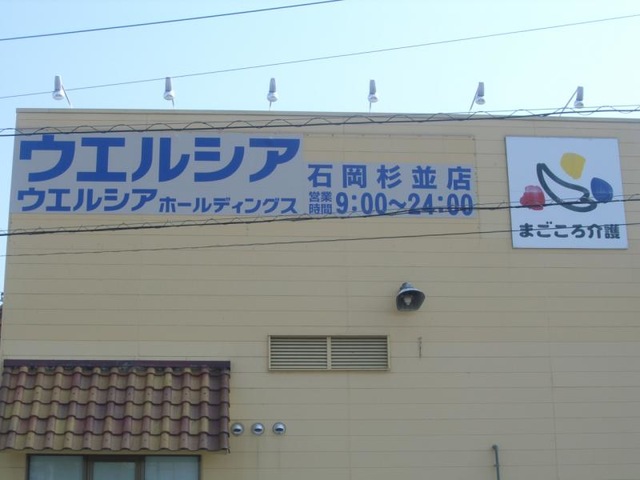 ウエルシア
ウエルシアホールディングス
石岡杉並店
営業時間 9:00〜24:00
まごころ介護